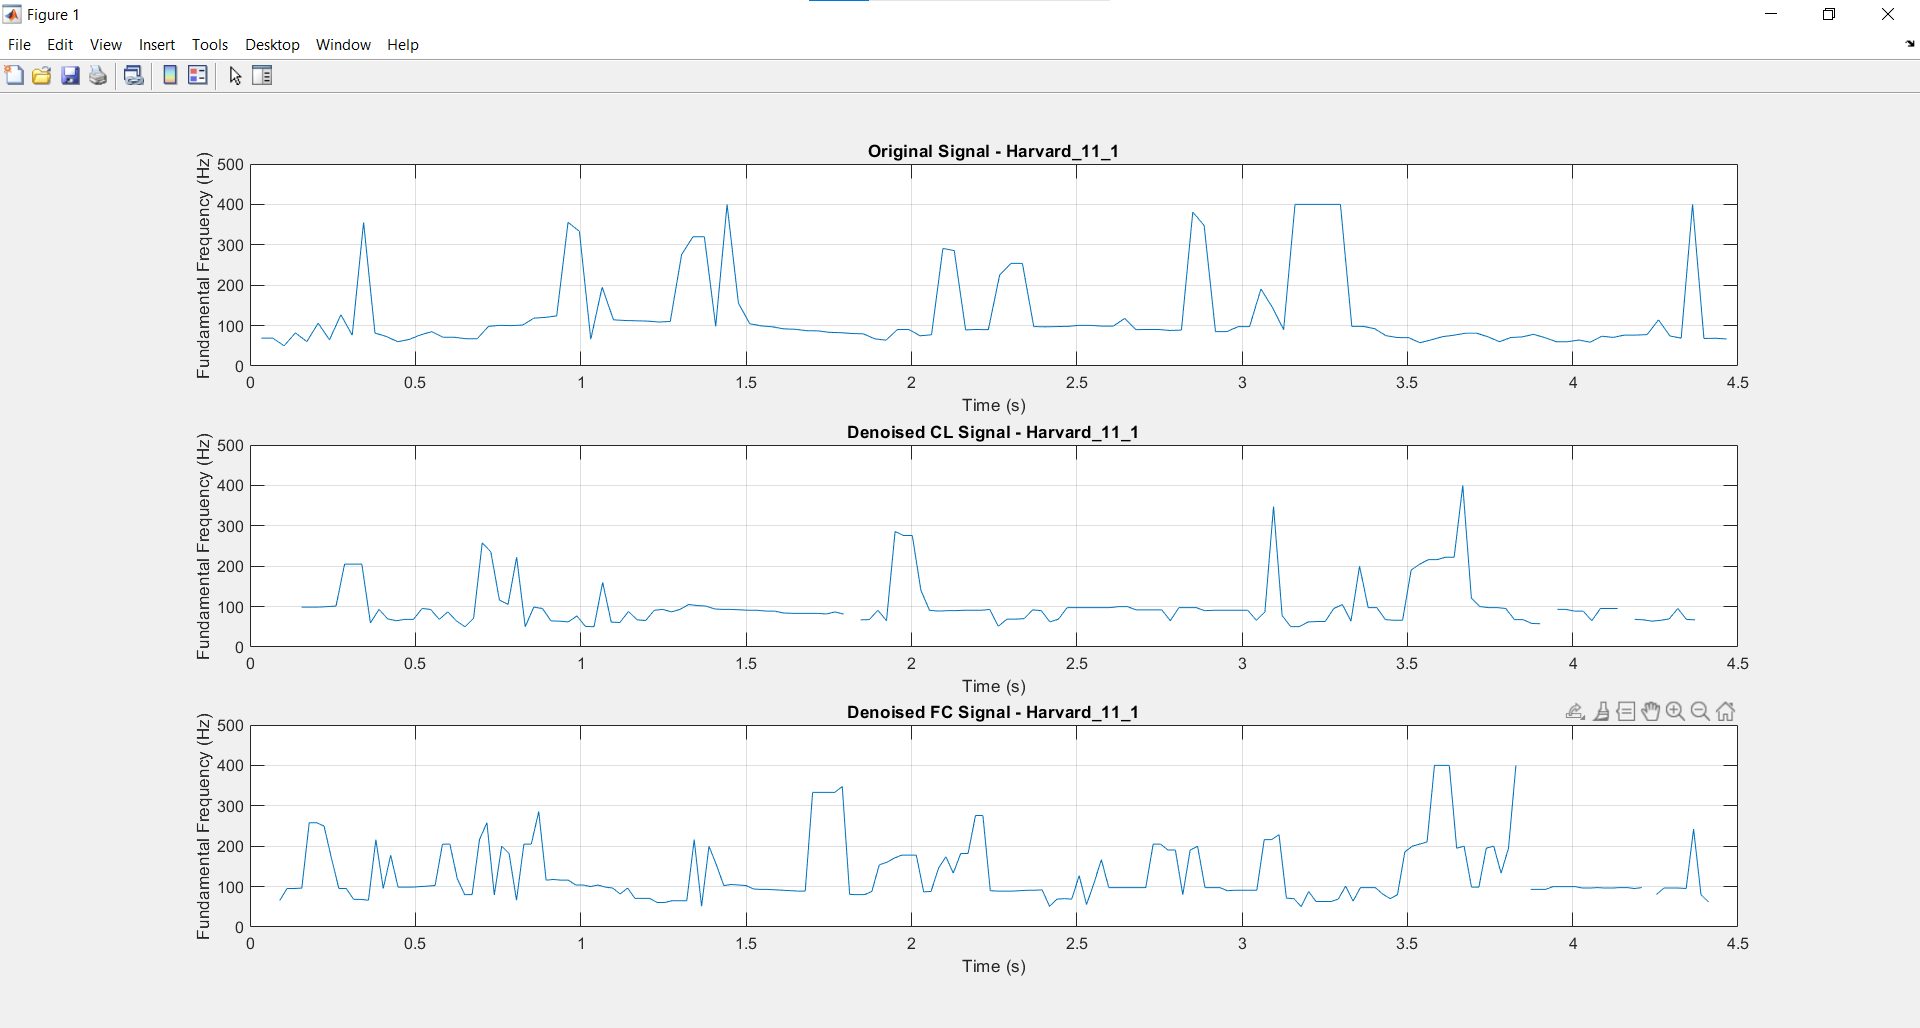 Figure 1
File Edit View Insert Tools Desktop Window Help
Original Signal - Harvard_11_1
Fundamental Frequency (Hz)
500
400
300
200
100
0
0 0.5 1 1.5 2 2.5 3 3.5 4 4.5
Time (s)
Denoised CL Signal - Harvard_11_1
Fundamental Frequency (Hz)
500
400
300
200
100
0
0 0.5 1 1.5 2 2.5 3 3.5 4 4.5
Time (s)
Denoised FC Signal - Harvard_11_1
Fundamental Frequency (Hz)
500
400
300
200
100
0
0 0.5 1 1.5 2 2.5 3 3.5 4 4.5
Time (s)